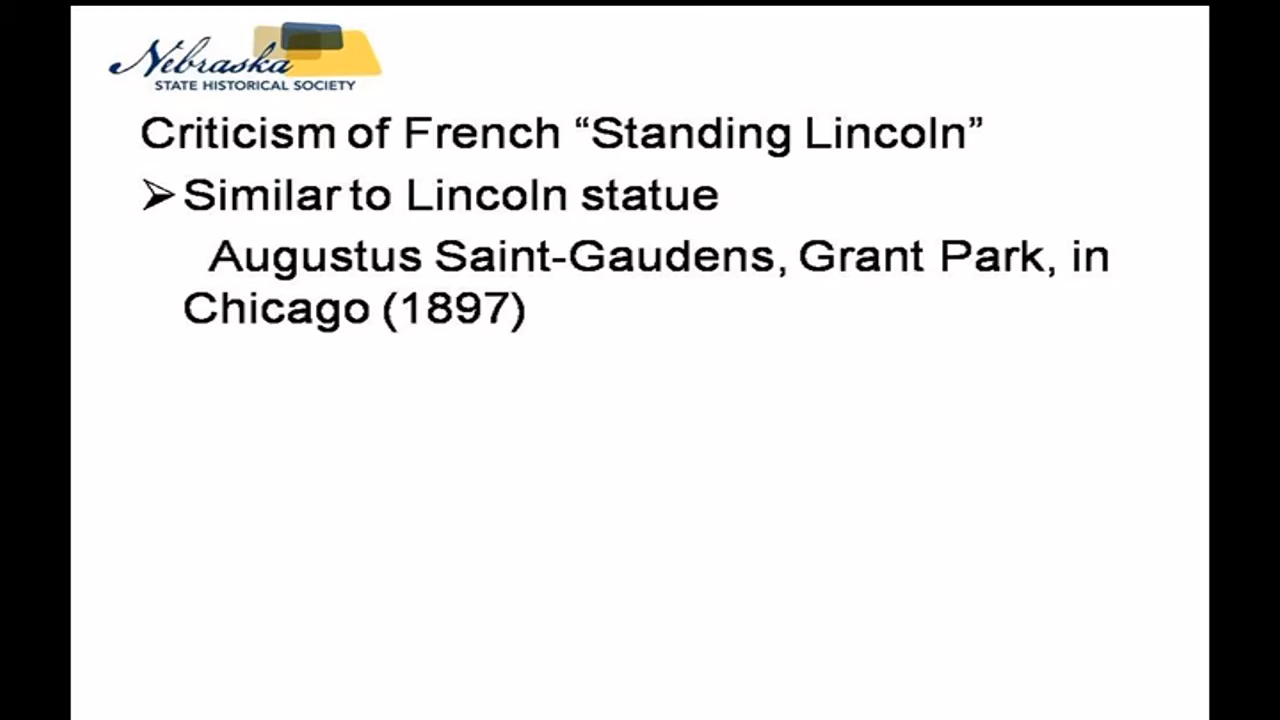 Nebraska
STATE HISTORICAL SOCIETY
Criticism of French “Standing Lincoln”
➢ Similar to Lincoln statue
Augustus Saint-Gaudens, Grant Park, in
Chicago (1897)